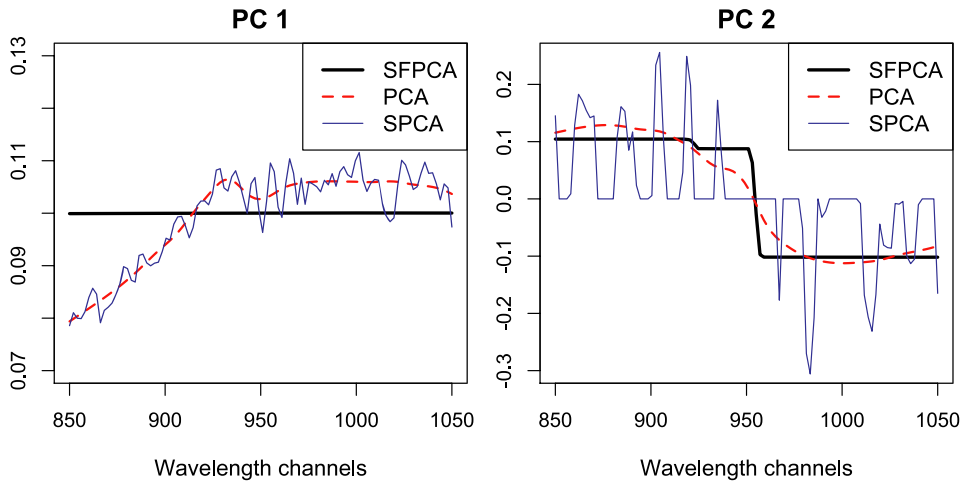 PC 1
0.13
0.11
0.09
0.07
SFPCA
PCA
SPCA
850
900
950
1000
1050
Wavelength channels
PC 2
0.2
0.1
0.0
-0.1
-0.2
-0.3
SFPCA
PCA
SPCA
850
900
950
1000
1050
Wavelength channels